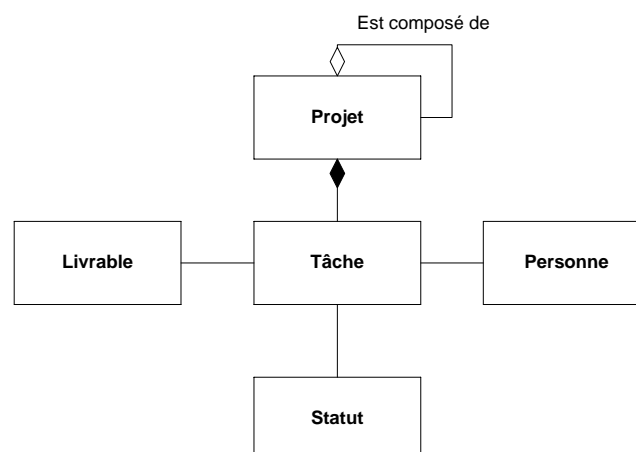 Est composé de
Projet
Livrable
Tâche
Personne
Statut